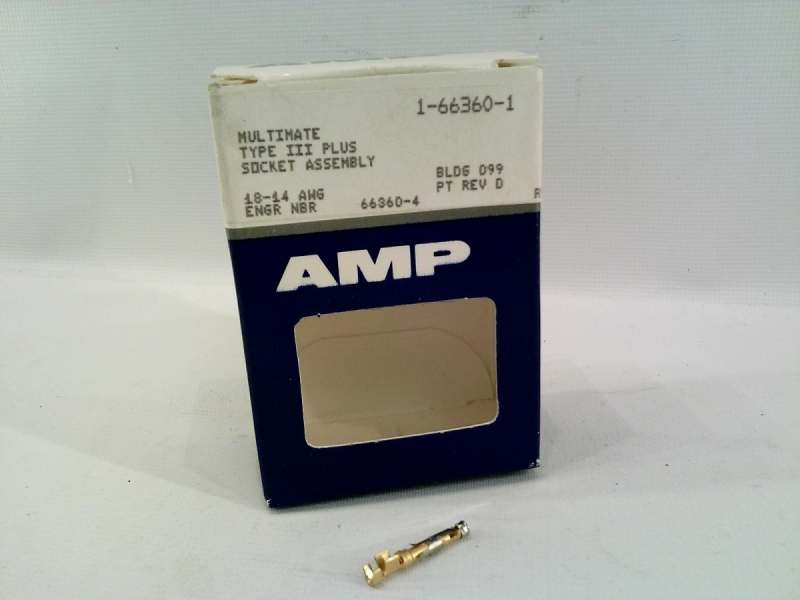 1-66360-1
MULTIMATE
TYPE III PLUS
SOCKET ASSEMBLY
BLDG 099
18-14 AWG
PT REV D
ENGR NBR 66360-4 R
AMP